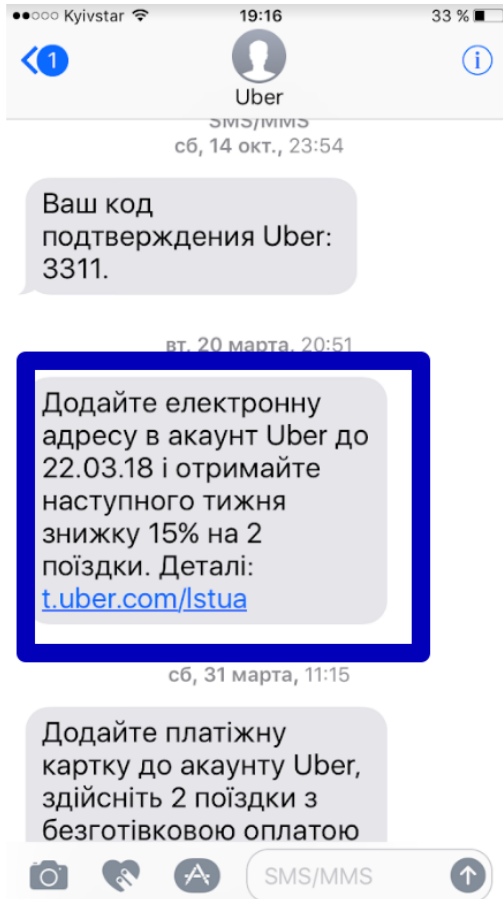 Kyivstar 19:16 33 %
1
Uber
SMS/MMS
сб, 14 окт., 23:54
Ваш код
подтверждения Uber:
3311.
вт, 20 марта, 20:51
Додайте електронну
адресу в акаунт Uber до
22.03.18 і отримайте
наступного тижня
знижку 15% на 2
поїздки. Деталі:
t.uber.com/lstua
сб, 31 марта, 11:15
Додайте платіжну
картку до акаунту Uber,
здійсніть 2 поїздки з
безготівковою оплатою
SMS/MMS